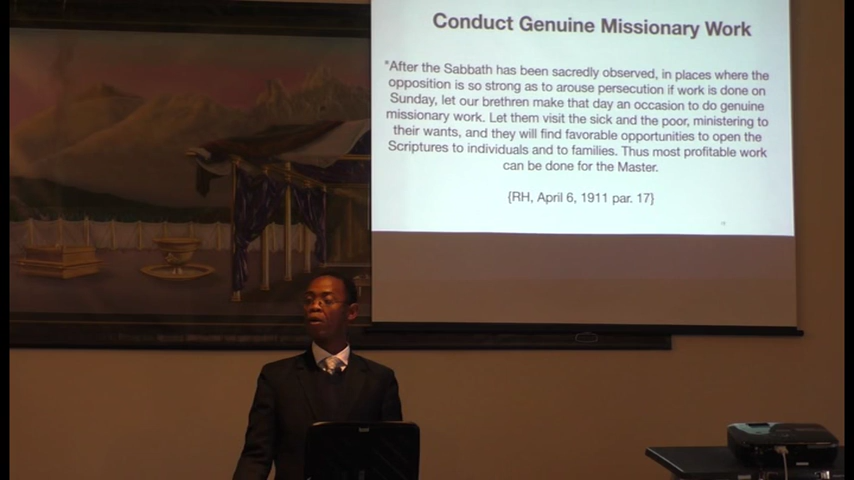 Conduct Genuine Missionary Work
"After the Sabbath has been sacredly observed, in places where the
opposition is so strong as to arouse persecution if work is done on
Sunday, let our brethren make that day an occasion to do genuine
missionary work. Let them visit the sick and the poor, ministering to
their wants, and they will find favorable opportunities to open the
Scriptures to individuals and to families. Thus most profitable work
can be done for the Master.
{RH, April 6, 1911 par. 17}